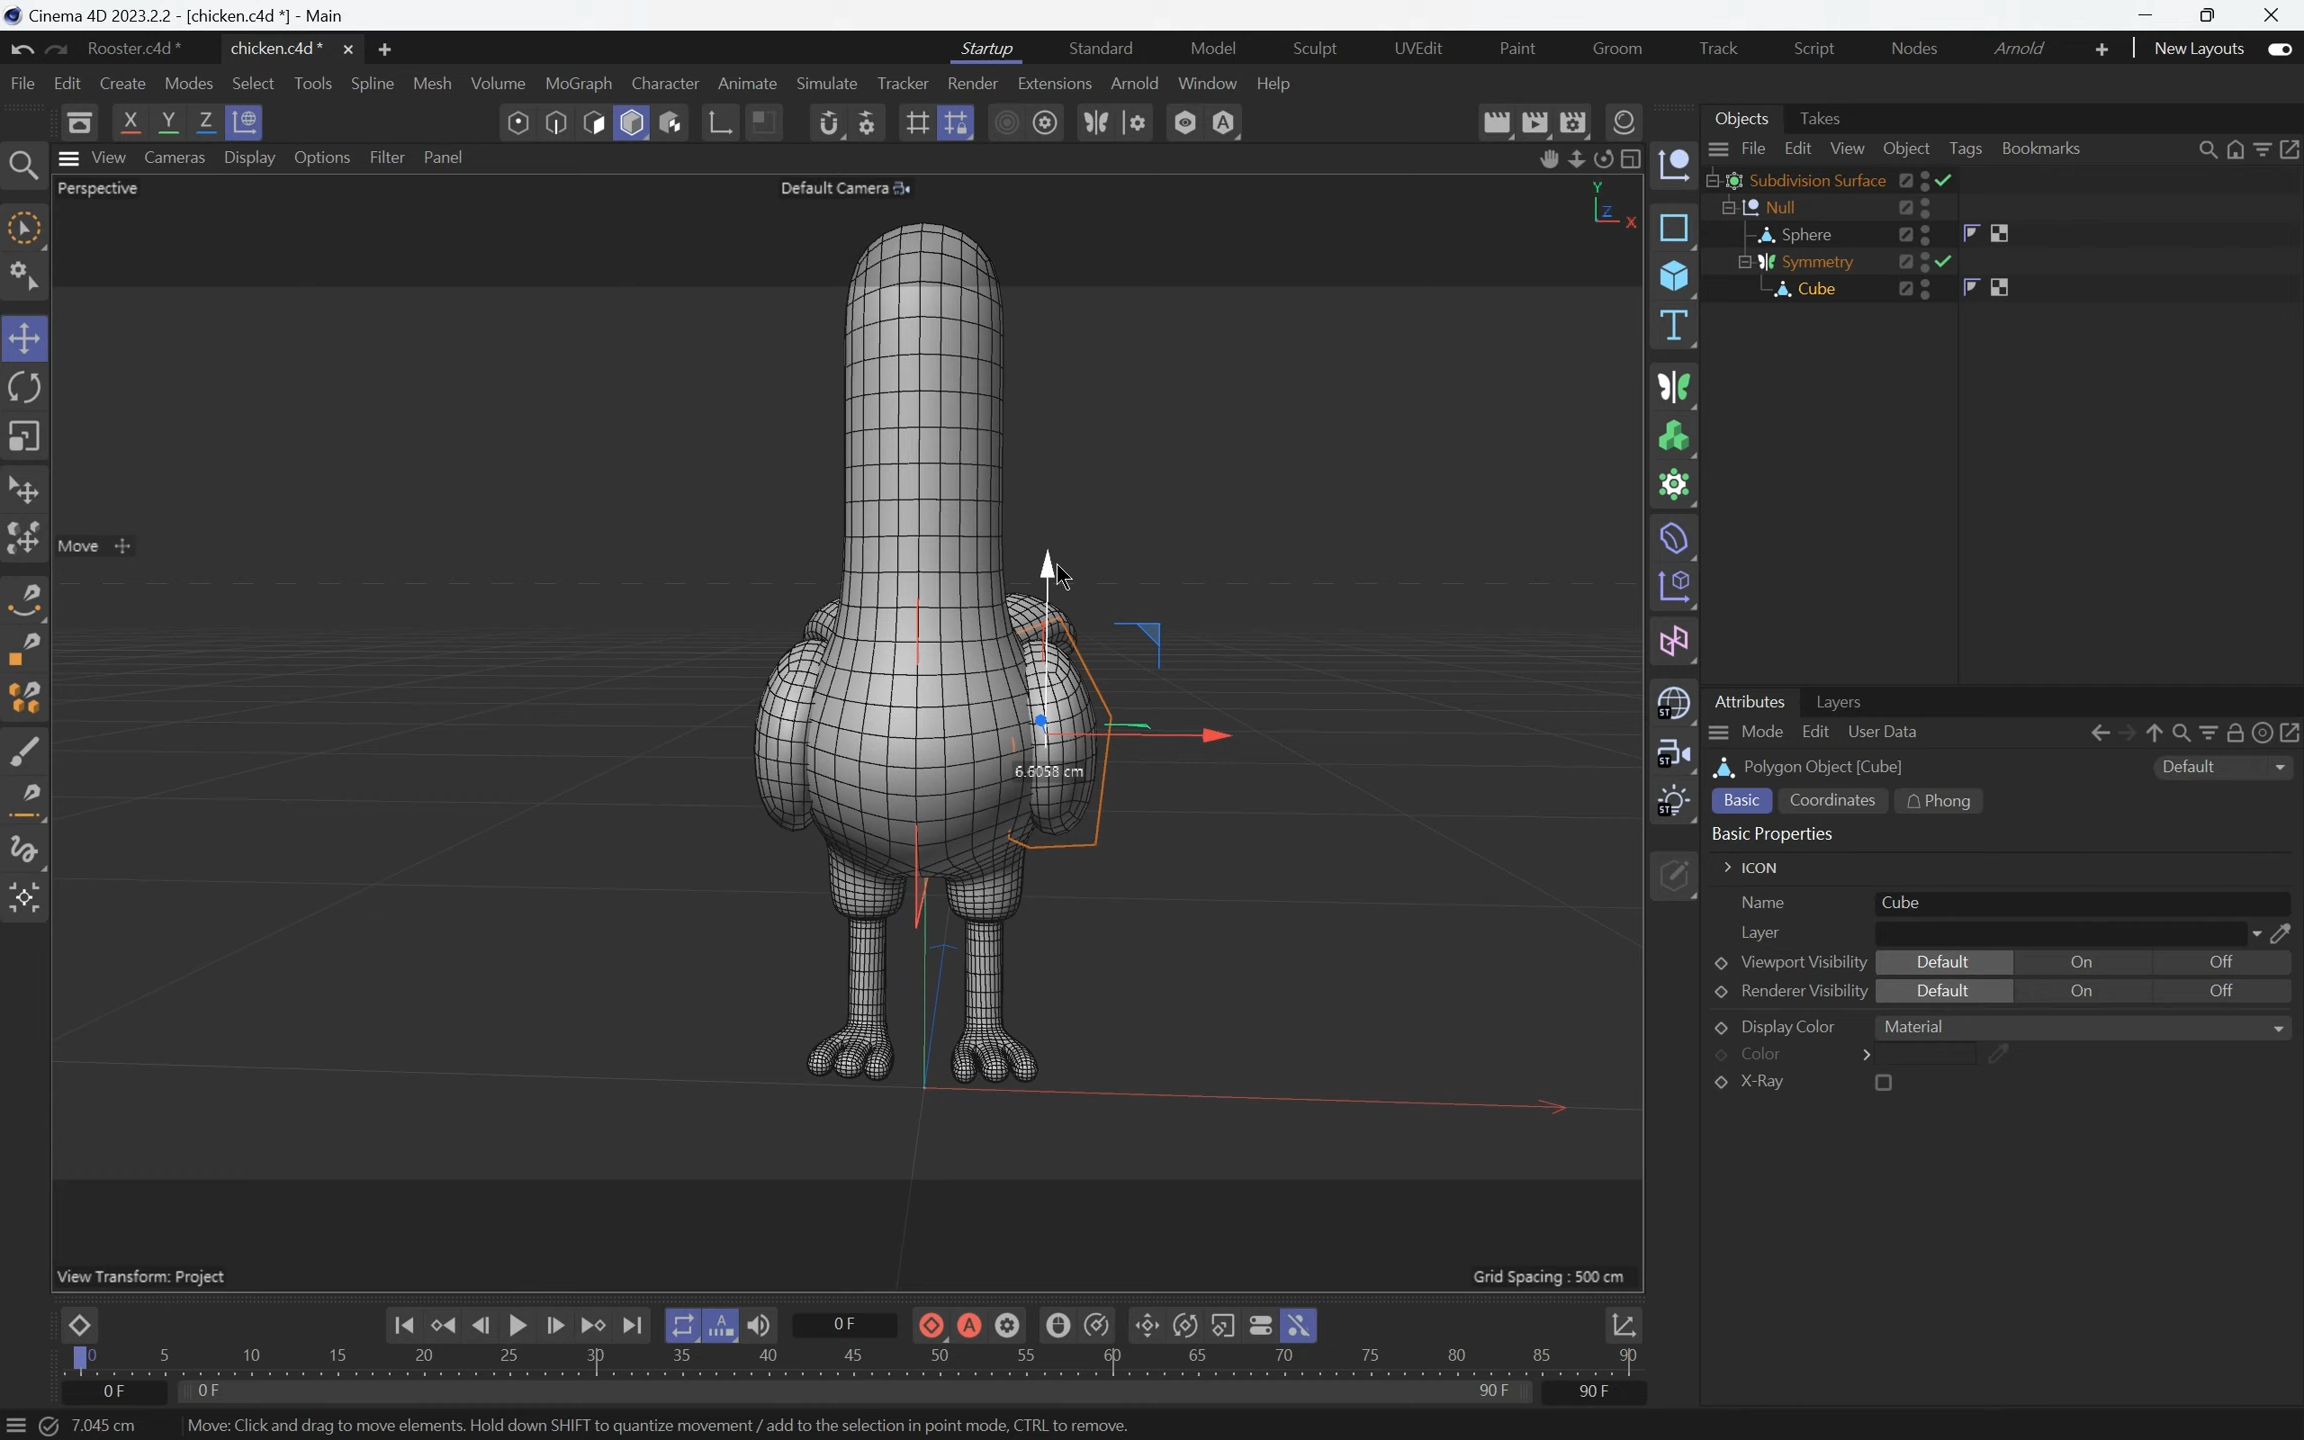 Cinema 4D 2023.2.2 - [chicken.c4d *] - Main
Rooster.c4d * chicken.c4d * Startup Standard Model Sculpt UVEdit Paint Groom Track Script Nodes Arnold New Layouts
File Edit Create Modes Select Tools Spline Mesh Volume MoGraph Character Animate Simulate Tracker Render Extensions Arnold Window Help
X Y Z
Objects Takes
View Cameras Display Options Filter Panel
File Edit View Object Tags Bookmarks
Perspective
Default Camera
Y
Z
X
Subdivision Surface
Null
Sphere
Symmetry
Cube
Move
6.6058 cm
ST
ST
ST
Attributes Layers
Mode Edit User Data
Polygon Object [Cube] Default
Basic Coordinates Phong
Basic Properties
ICON
Name Cube
Layer
Viewport Visibility Default On Off
Renderer Visibility Default On Off
Display Color Material
Color
X-Ray
View Transform: Project
Grid Spacing : 500 cm
A 0 F A
0 5 10 15 20 25 30 35 40 45 50 55 60 65 70 75 80 85 90
0 F 0 F 90 F 90 F
7.045 cm Move: Click and drag to move elements. Hold down SHIFT to quantize movement / add to the selection in point mode, CTRL to remove.